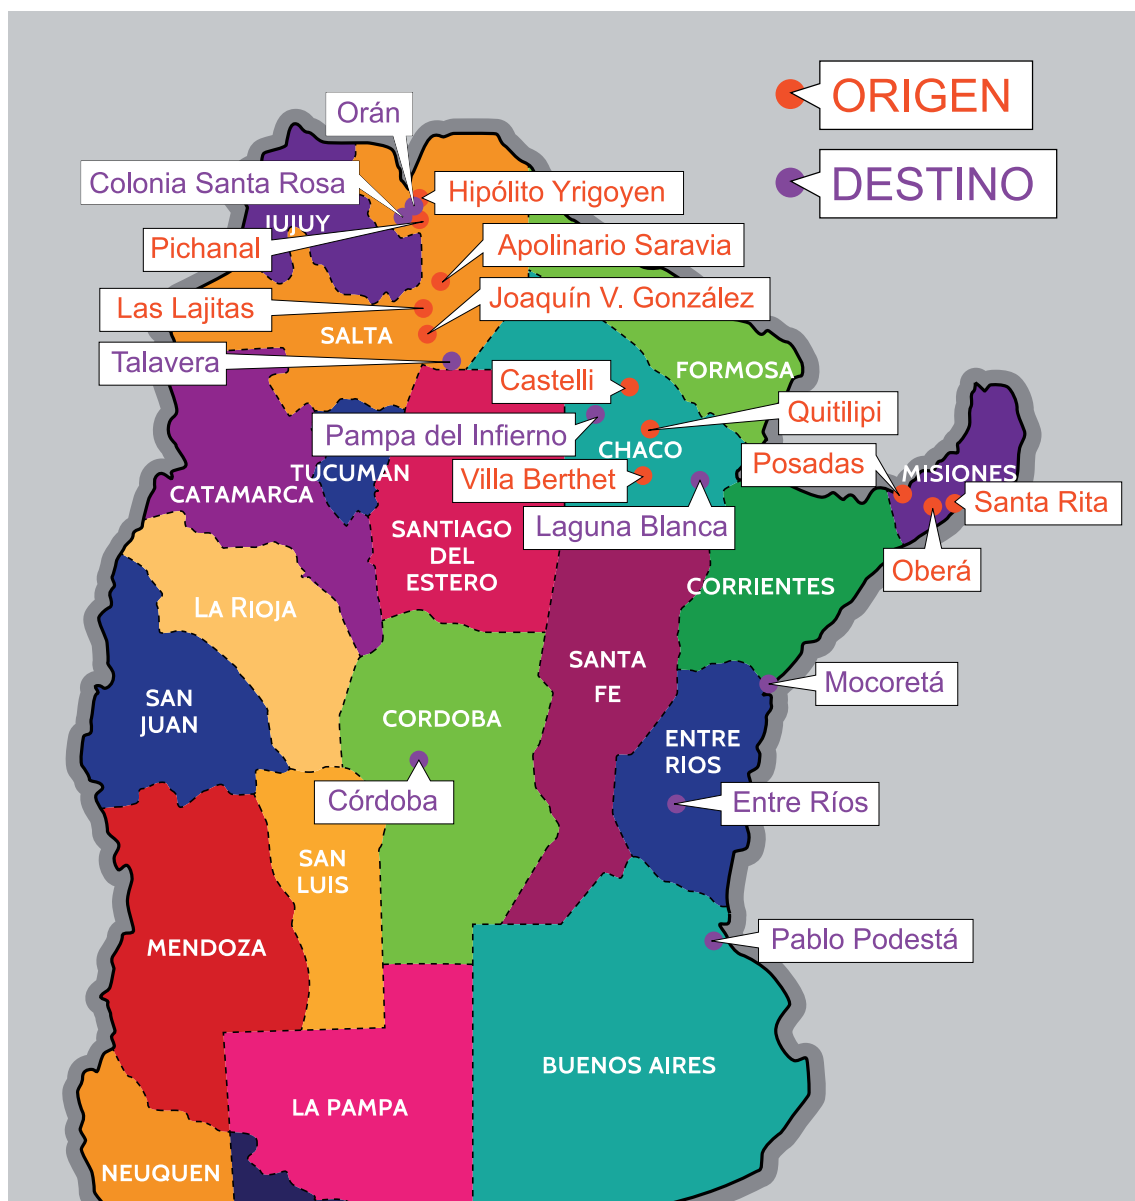 ORIGEN
DESTINO
Orán
Colonia Santa Rosa
Hipólito Yrigoyen
JUJUY
Pichanal
Apolinario Saravia
Las Lajitas
Joaquín V. González
SALTA
Talavera
FORMOSA
Castelli
Quitilipi
Pampa del Infierno
CHACO
TUCUMAN
Villa Berthet
Posadas
MISIONES
CATAMARCA
Santa Rita
SANTIAGO
DEL
ESTERO
Laguna Blanca
Oberá
CORRIENTES
LA RIOJA
SANTA
FE
Mocoretá
SAN
JUAN
CORDOBA
ENTRE
RIOS
Córdoba
Entre Ríos
SAN
LUIS
MENDOZA
Pablo Podestá
BUENOS AIRES
LA PAMPA
NEUQUEN